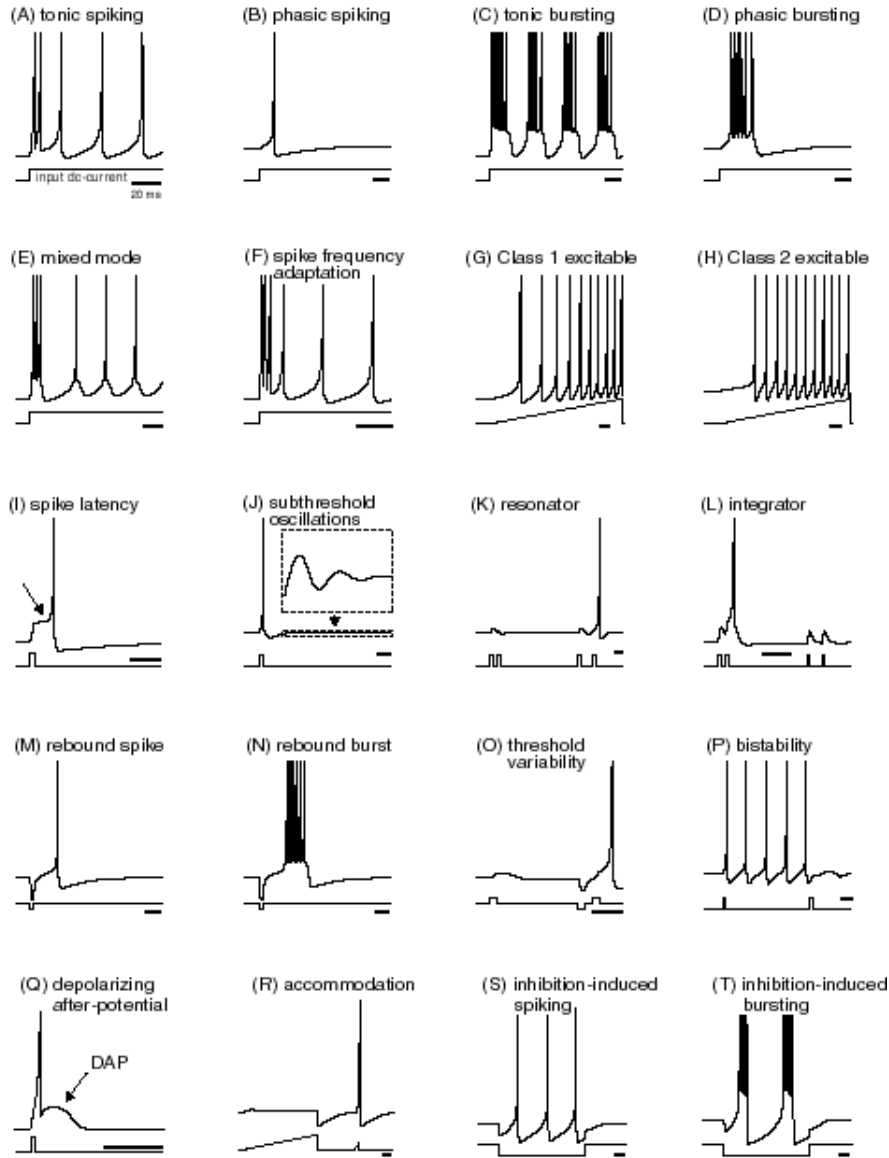 (A) tonic spiking
(B) phasic spiking
(C) tonic bursting
(D) phasic bursting
input dc-current
20 ms
(E) mixed mode
(F) spike frequency
adaptation
(G) Class 1 excitable
(H) Class 2 excitable
(I) spike latency
(J) subthreshold
oscillations
(K) resonator
(L) integrator
(M) rebound spike
(N) rebound burst
(O) threshold
variability
(P) bistability
(Q) depolarizing
after-potential
DAP
(R) accommodation
(S) inhibition-induced
spiking
(T) inhibition-induced
bursting